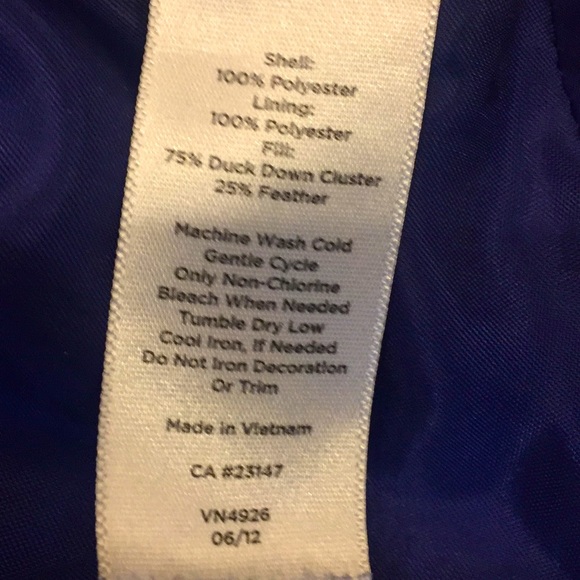 Shell:
100% Polyester
Lining:
100% Polyester
Fill:
75% Duck Down Cluster
25% Feather
Machine Wash Cold
Gentle Cycle
Only Non-Chlorine
Bleach When Needed
Tumble Dry Low
Cool Iron, If Needed
Do Not Iron Decoration
Or Trim
Made in Vietnam
CA #23147
VN4926
06/12